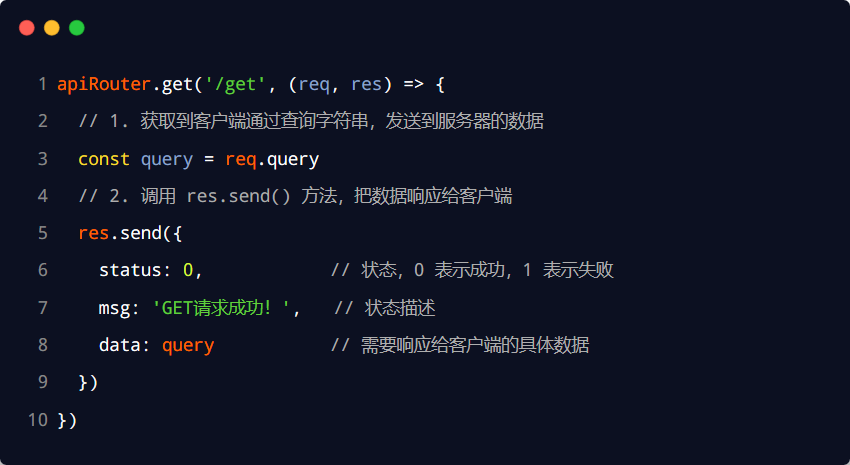 1 apiRouter.get('/get', (req, res) => {
2   // 1. 获取到客户端通过查询字符串，发送到服务器的数据
3   const query = req.query
4   // 2. 调用 res.send() 方法，把数据响应给客户端
5   res.send({
6     status: 0,            // 状态，0 表示成功，1 表示失败
7     msg: 'GET请求成功！',   // 状态描述
8     data: query           // 需要响应给客户端的具体数据
9   })
10 })